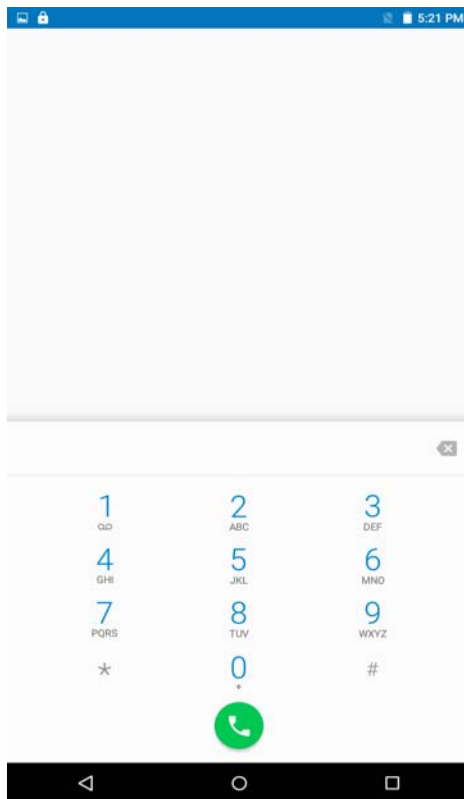 5:21 PM
1 2 3
ABC DEF
4 5 6
GHI JKL MNO
7 8 9
PQRS TUV WXYZ
* 0 #
+